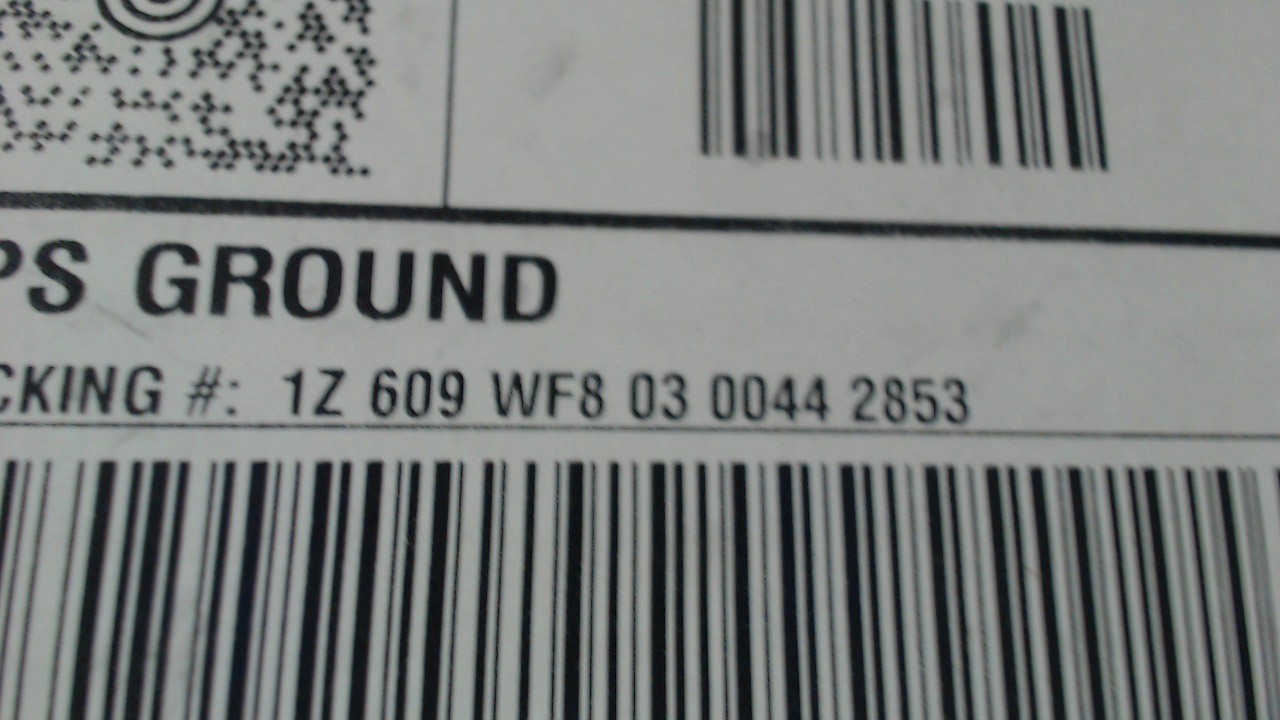 PS GROUND
CKING #: 1Z 609 WF8 03 0044 2853